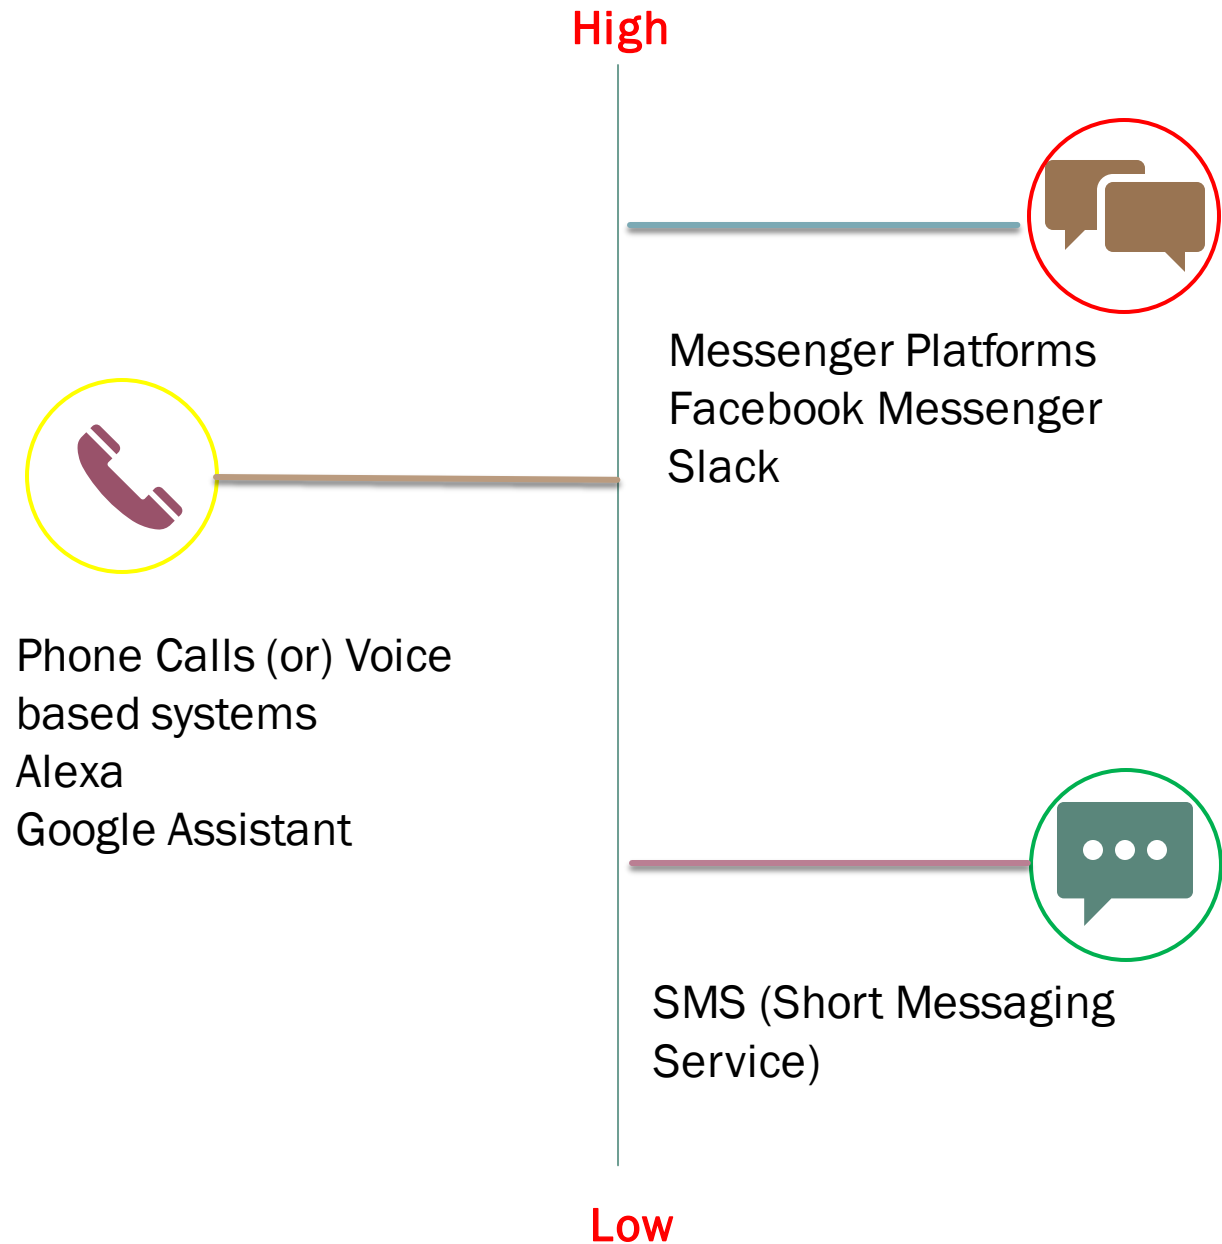 High
Messenger Platforms
Facebook Messenger
Slack
Phone Calls (or) Voice
based systems
Alexa
Google Assistant
SMS (Short Messaging
Service)
Low